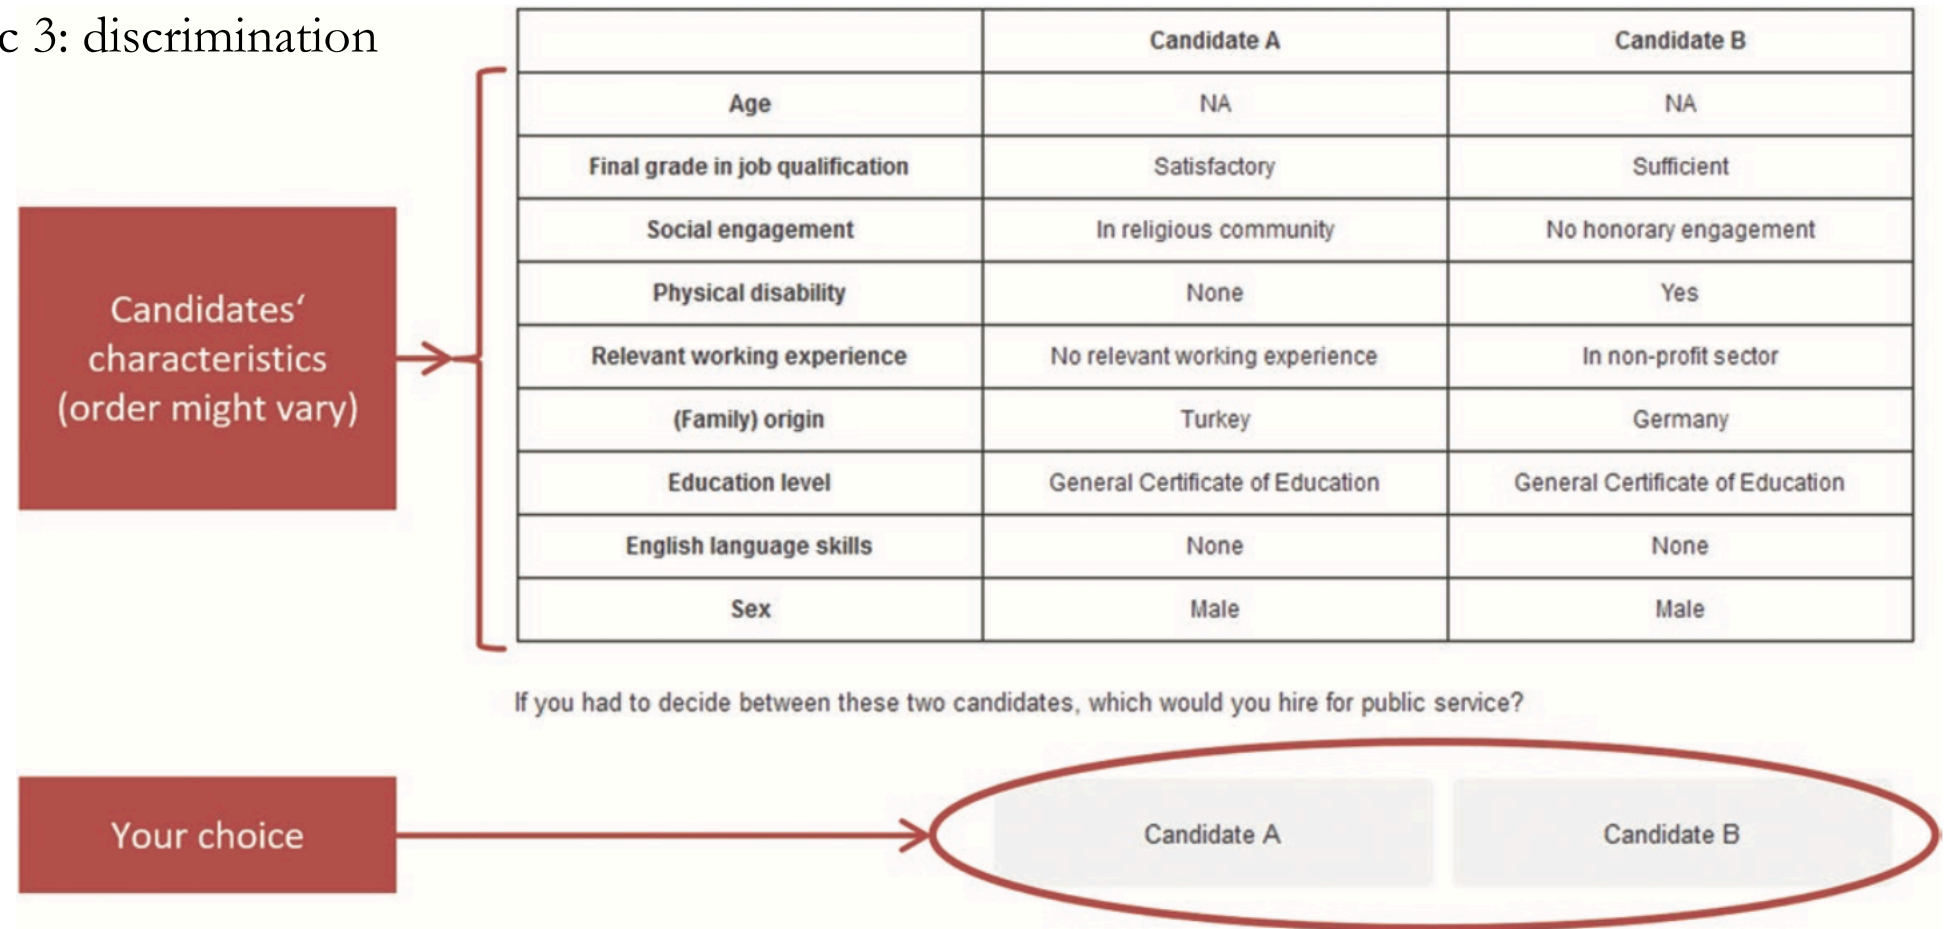 c 3: discrimination
Candidate A Candidate B
Age NA NA
Final grade in job qualification Satisfactory Sufficient
Social engagement In religious community No honorary engagement
Physical disability None Yes
Relevant working experience No relevant working experience In non-profit sector
(Family) origin Turkey Germany
Education level General Certificate of Education General Certificate of Education
English language skills None None
Sex Male Male
Candidates‘
characteristics
(order might vary)
If you had to decide between these two candidates, which would you hire for public service?
Your choice
Candidate A Candidate B